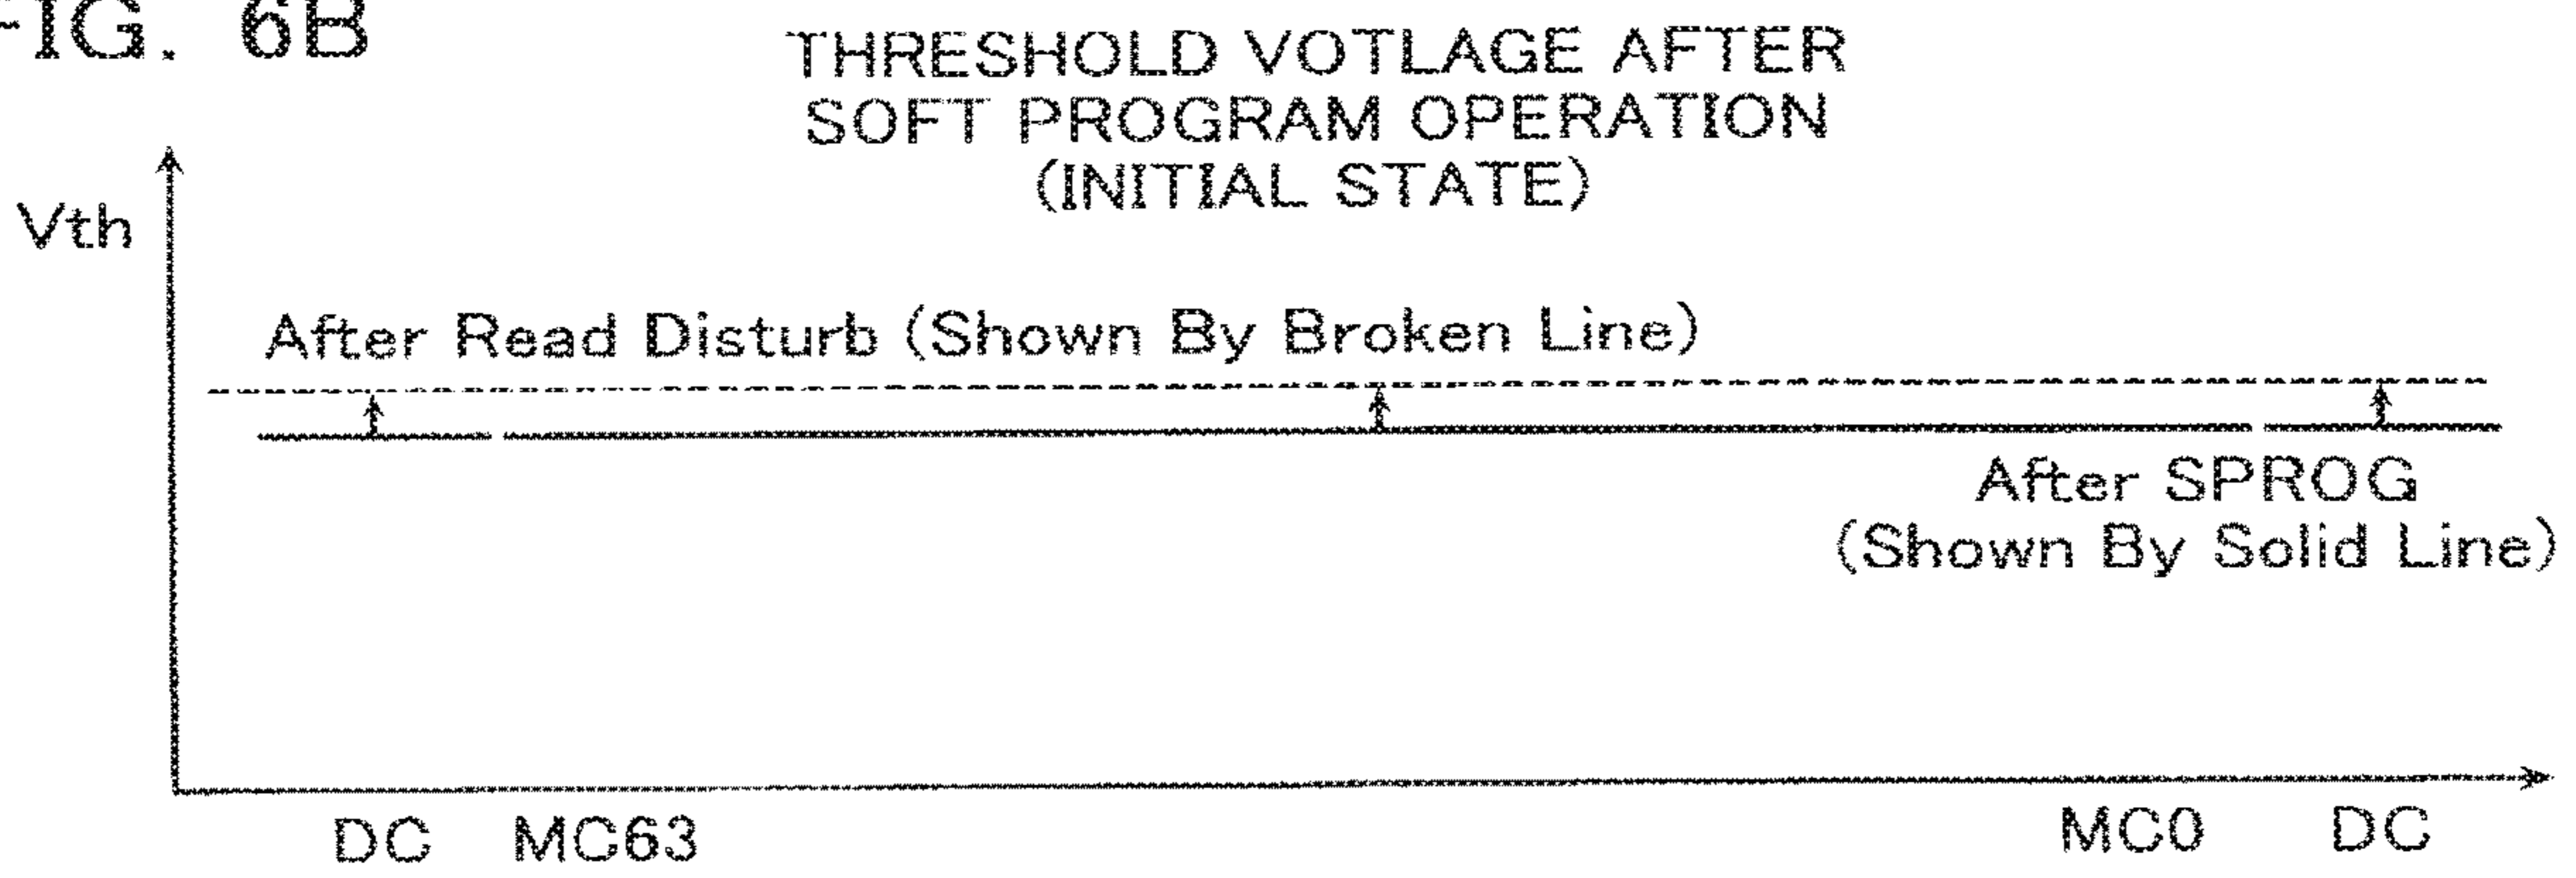 FIG. 6B
THRESHOLD VOTLAGE AFTER
SOFT PROGRAM OPERATION
(INITIAL STATE)
Vth
After Read Disturb (Shown By Broken Line)
After SPROG
(Shown By Solid Line)
DC MC63 MC0 DC